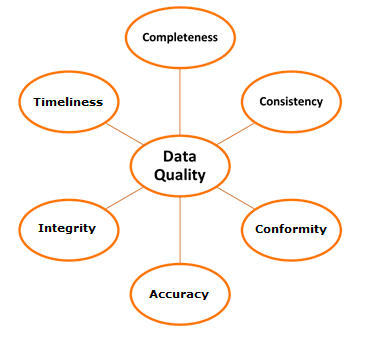 Completeness
Timeliness
Consistency
Data
Quality
Integrity
Conformity
Accuracy